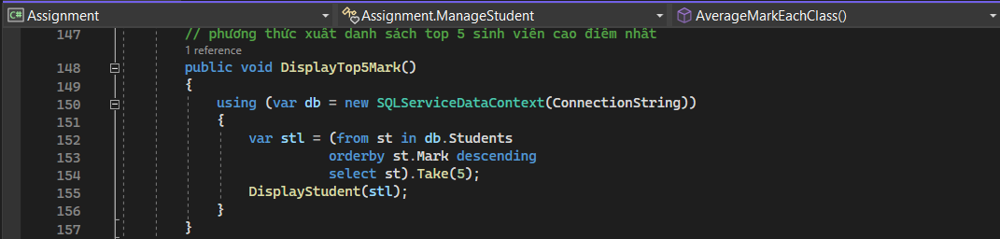 C# Assignment Assignment.ManageStudent AverageMarkEachClass()
147 // phương thức xuất danh sách top 5 sinh viên cao điểm nhất
1 reference
148 public void DisplayTop5Mark()
149 {
150 using (var db = new SQLServiceDataContext(ConnectionString))
151 {
152 var stl = (from st in db.Students
153 orderby st.Mark descending
154 select st).Take(5);
155 DisplayStudent(stl);
156 }
157 }